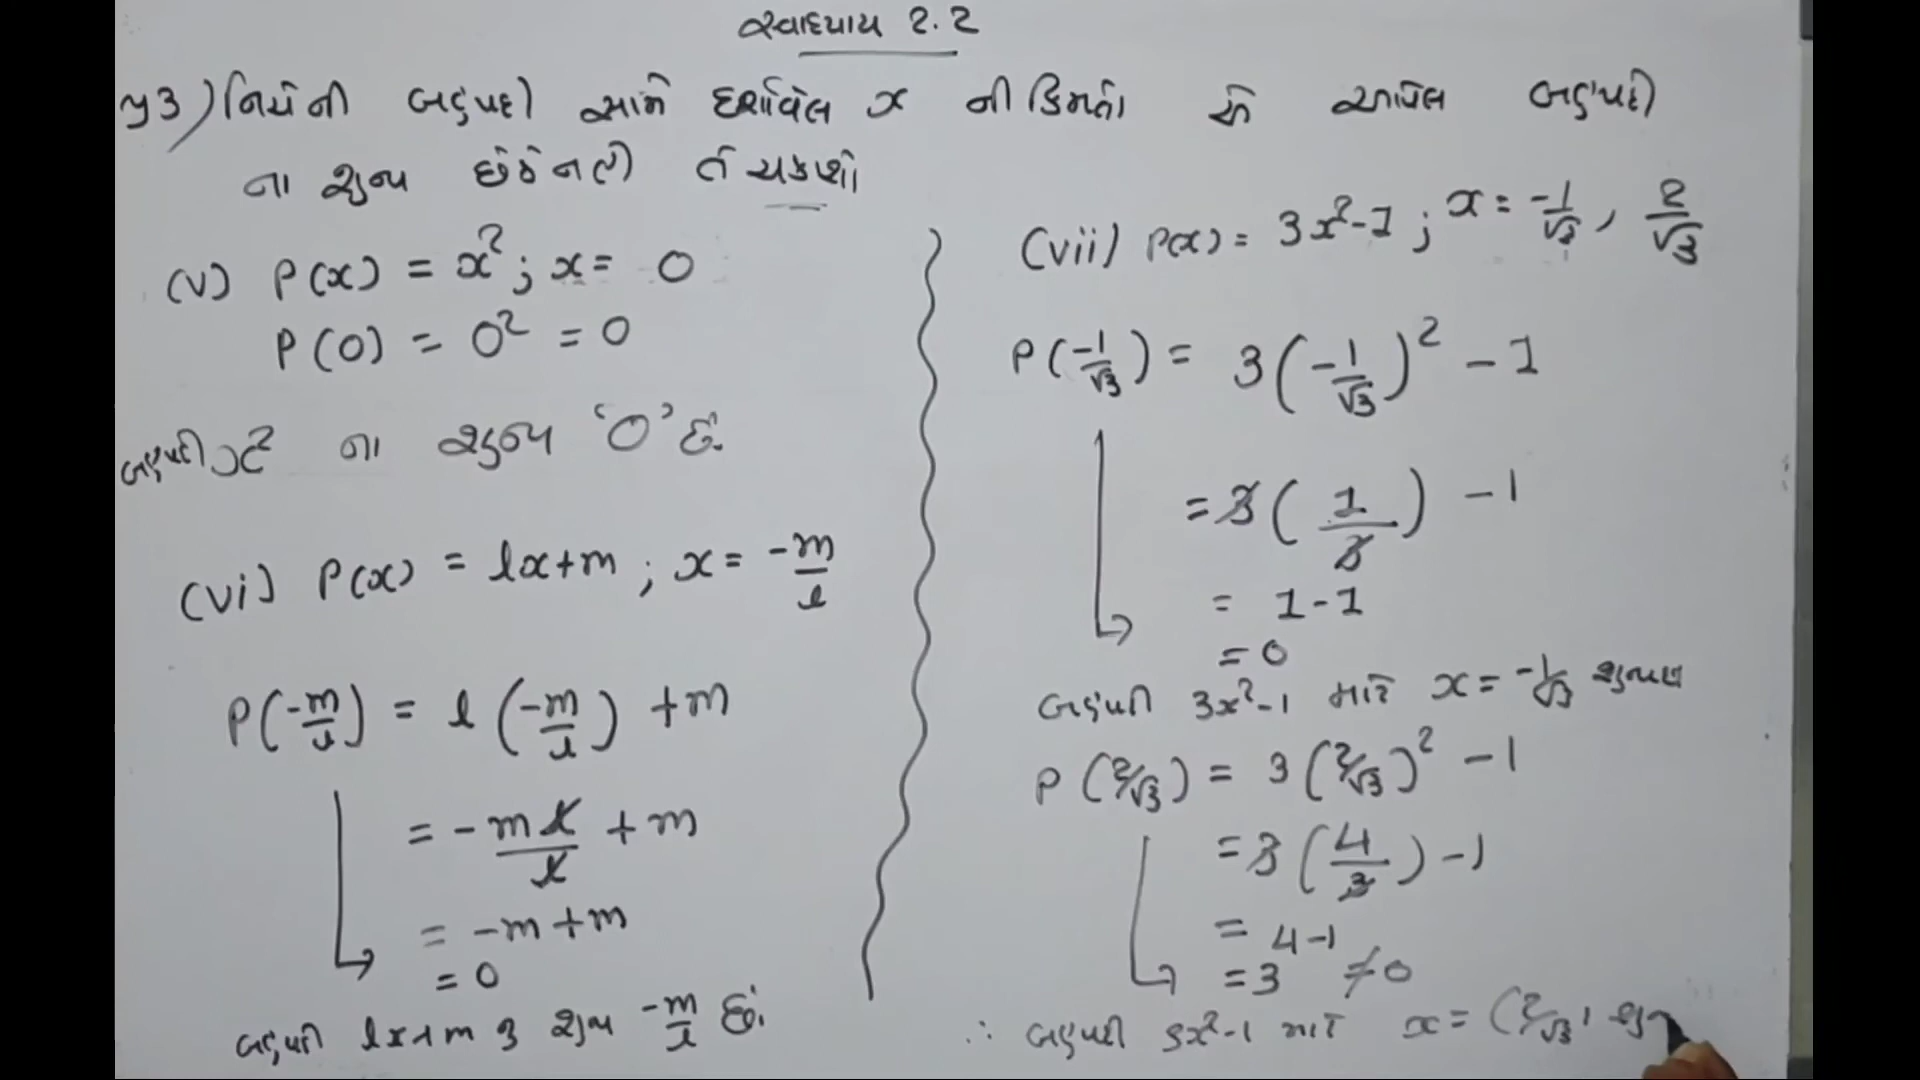 સ્વાધ્યાય 2.2
પ્ર3) નિચેની બહુપદી સામે દર્શાવેલ x ની કિંમતો એ આપેલ બહુપદી
ના શુન્ય છે કે નહી તે ચકાસો
(v) P(x) = x² ; x = 0
P(0) = 0² = 0
બહુપદી x² ના શુન્ય '0' છે.
(vi) P(x) = lx+m ; x = -m/l
P(-m/l) = l (-m/l) + m
= -ml/l + m
= -m + m
= 0
બહુપદી lx+m નુ શુન્ય -m/l છે.
(vii) P(x) = 3x²-1 ; x = -1/√3 , 2/√3
P(-1/√3) = 3(-1/√3)² - 1
= 3(1/3) - 1
= 1-1
= 0
બહુપદી 3x²-1 માટે x = -1/√3 શુન્ય છે
P(2/√3) = 3(2/√3)² - 1
= 3(4/3) - 1
= 4-1
= 3 ≠ 0
∴ બહુપદી 3x²-1 માટે x = (2/√3,